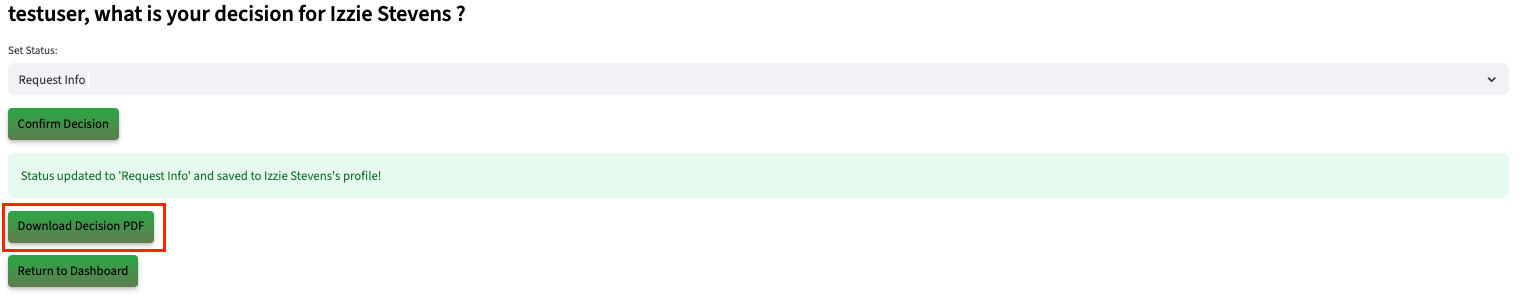 testuser, what is your decision for Izzie Stevens ?
Set Status:
Request Info
Confirm Decision
Status updated to 'Request Info' and saved to Izzie Stevens's profile!
Download Decision PDF
Return to Dashboard